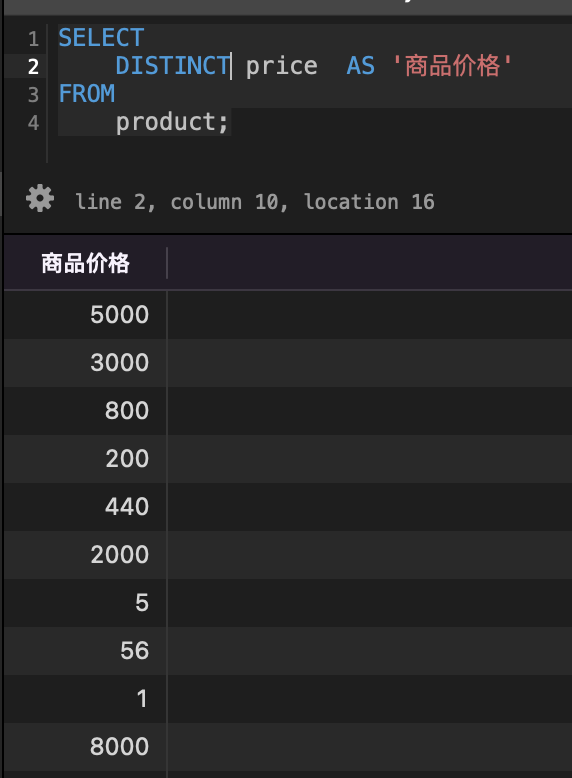 1 SELECT
2     DISTINCT price  AS '商品价格'
3 FROM
4     product;
line 2, column 10, location 16
商品价格
5000
3000
800
200
440
2000
5
56
1
8000